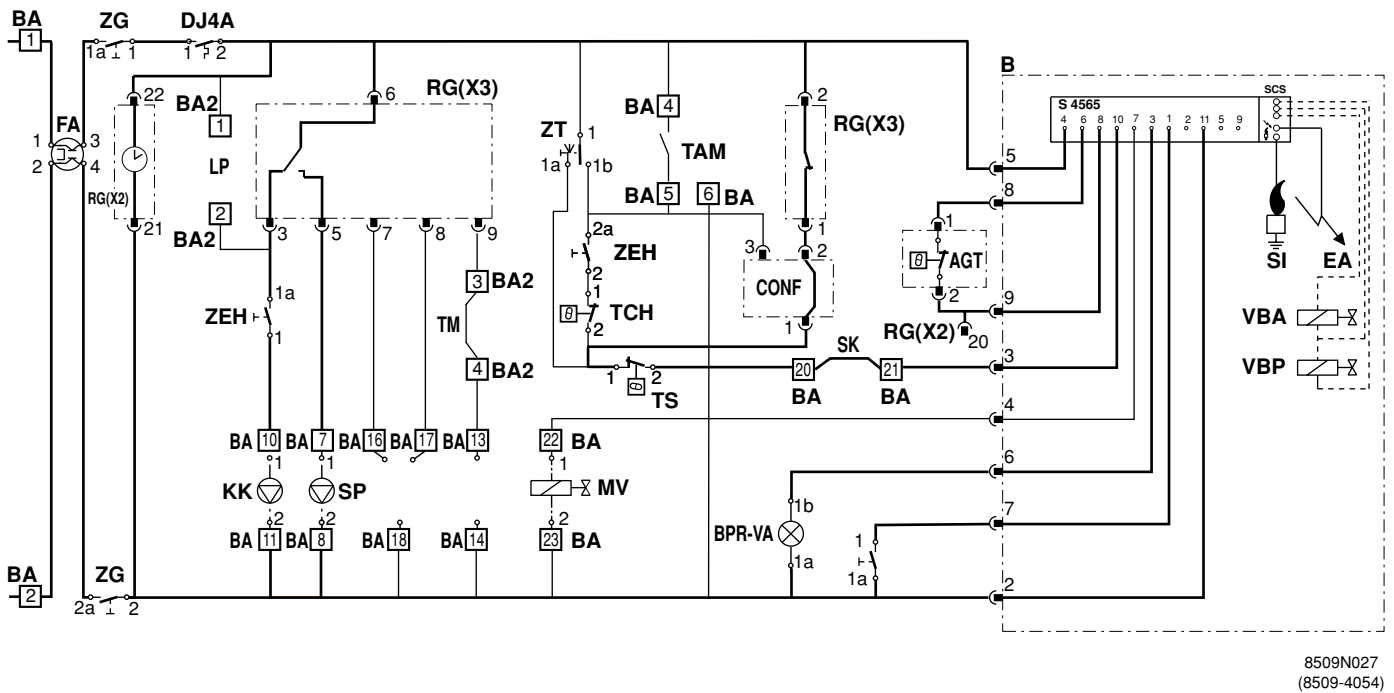 BA ZG DJ4A
1 1a 1 1 2
B
22 6 RG(X3) SCS
BA2 BA 4 2 S 4565
RG(X3)
1 4 6 8 10 7 3 1 2 11 5 9
FA
1 3 ZT 1 TAM
2 4 1a 1b 5
LP
RG(X2) BA 5 6 BA 8
2 21 1 1
BA2 3 5 7 8 9 2a 3 2 AGT SI EA
θ
ZEH 2
3 BA2 1 CONF 2 9
1a TCH VBA
ZEH TM θ RG(X2) 20
1 2 1
SK 3
4 BA2 1 2 20 21 VBP
θ TS BA BA
4
BA 10 BA 7 BA 16 BA 17 BA 13 22 BA
1 1 1 6
KK SP MV 1b
2 2 2 7
BA 11 BA 8 BA 18 BA 14 23 BA BPR-VA 1
1a 1a
BA ZG 2
2 2a 2
8509N027
(8509-4054)